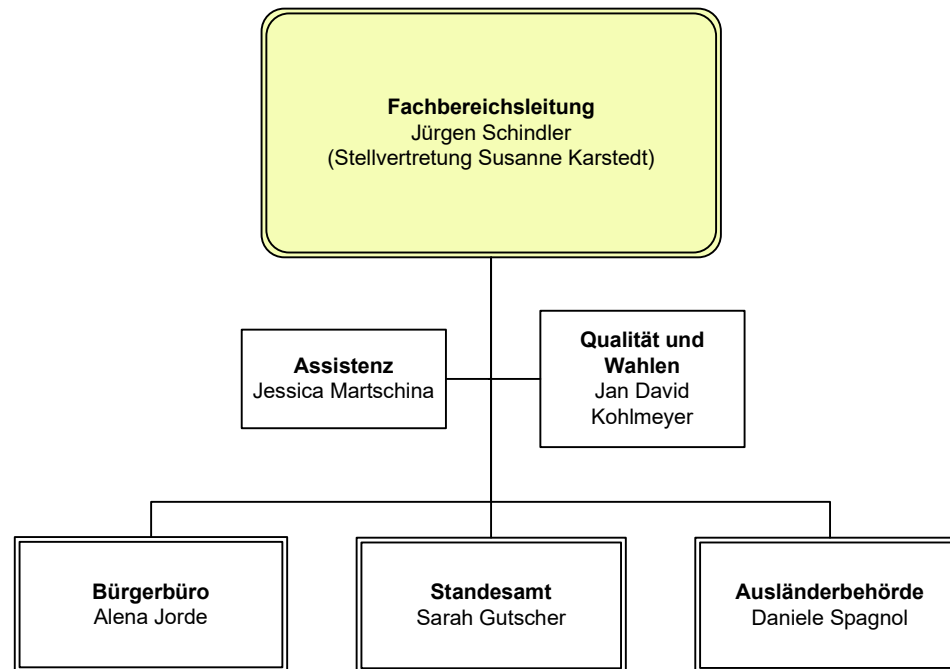 Fachbereichsleitung
Jürgen Schindler
(Stellvertretung Susanne Karstedt)
Assistenz
Jessica Martschina
Qualität und
Wahlen
Jan David
Kohlmeyer
Bürgerbüro
Alena Jorde
Standesamt
Sarah Gutscher
Ausländerbehörde
Daniele Spagnol